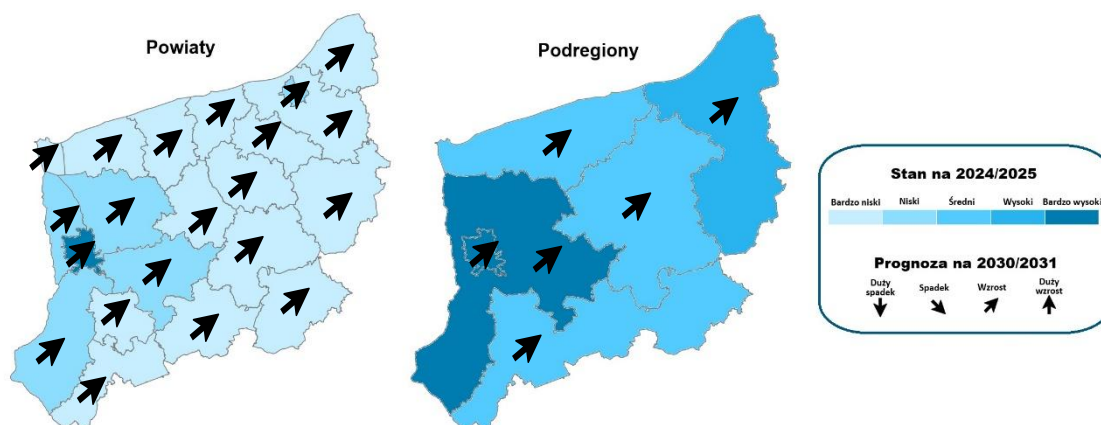 Powiaty
Podregiony
Stan na 2024/2025
Bardzo niski Niski Średni Wysoki Bardzo wysoki
Prognoza na 2030/2031
Duży spadek Spadek Wzrost Duży wzrost